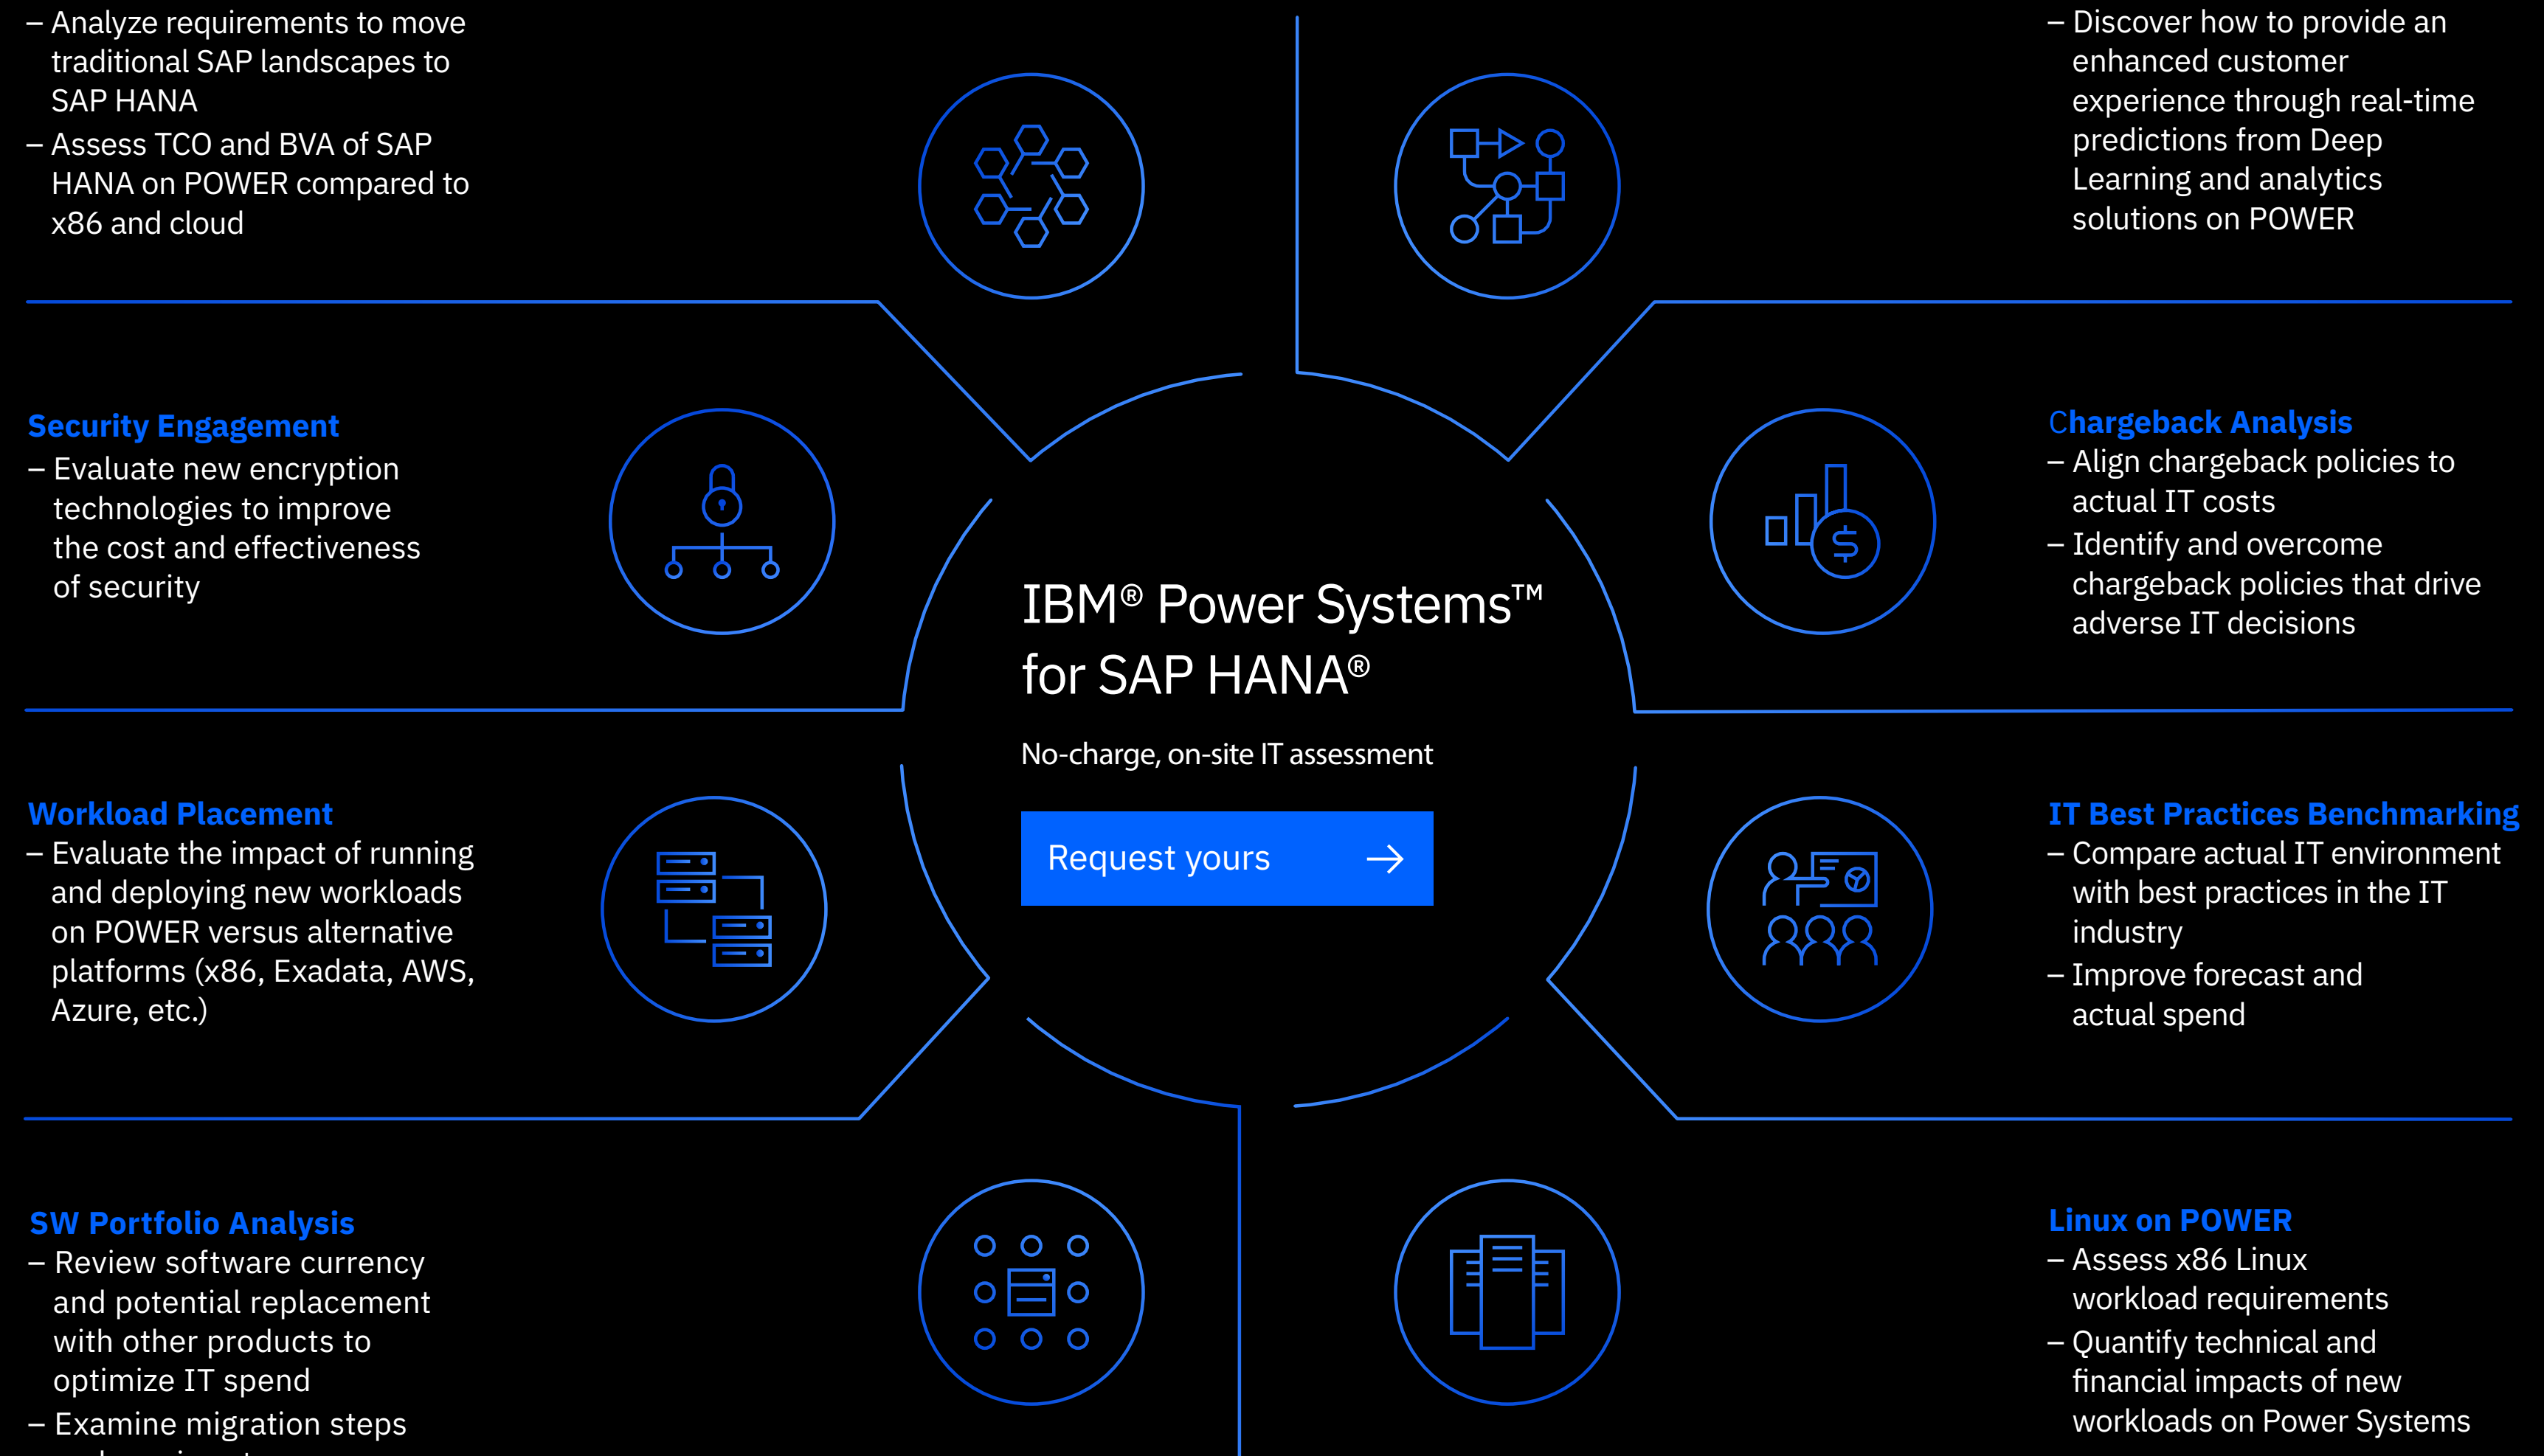 – Analyze requirements to move
traditional SAP landscapes to
SAP HANA
– Assess TCO and BVA of SAP
HANA on POWER compared to
x86 and cloud
– Discover how to provide an
enhanced customer
experience through real-time
predictions from Deep
Learning and analytics
solutions on POWER
Security Engagement
– Evaluate new encryption
technologies to improve
the cost and effectiveness
of security
Chargeback Analysis
– Align chargeback policies to
actual IT costs
– Identify and overcome
chargeback policies that drive
adverse IT decisions
IBM® Power Systems™
for SAP HANA®
No-charge, on-site IT assessment
Request yours
Workload Placement
– Evaluate the impact of running
and deploying new workloads
on POWER versus alternative
platforms (x86, Exadata, AWS,
Azure, etc.)
IT Best Practices Benchmarking
– Compare actual IT environment
with best practices in the IT
industry
– Improve forecast and
actual spend
SW Portfolio Analysis
– Review software currency
and potential replacement
with other products to
optimize IT spend
– Examine migration steps
Linux on POWER
– Assess x86 Linux
workload requirements
– Quantify technical and
financial impacts of new
workloads on Power Systems